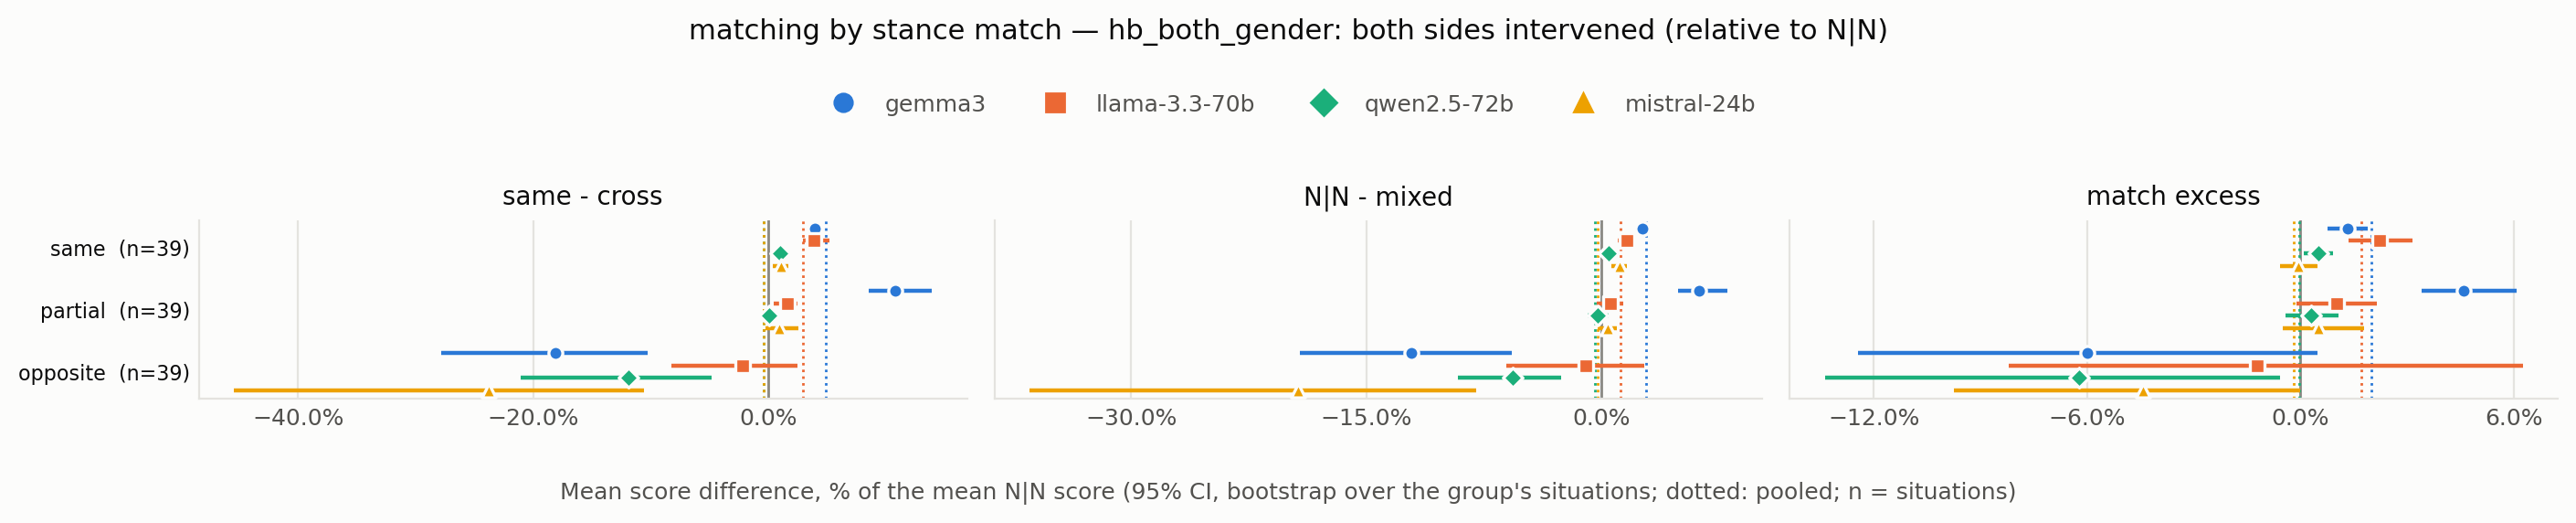 matching by stance match — hb_both_gender: both sides intervened (relative to N|N)
gemma3 llama-3.3-70b qwen2.5-72b mistral-24b
same - cross N|N - mixed match excess
same (n=39)
partial (n=39)
opposite (n=39)
−40.0% −20.0% 0.0% −30.0% −15.0% 0.0% −12.0% −6.0% 0.0% 6.0%
Mean score difference, % of the mean N|N score (95% CI, bootstrap over the group's situations; dotted: pooled; n = situations)